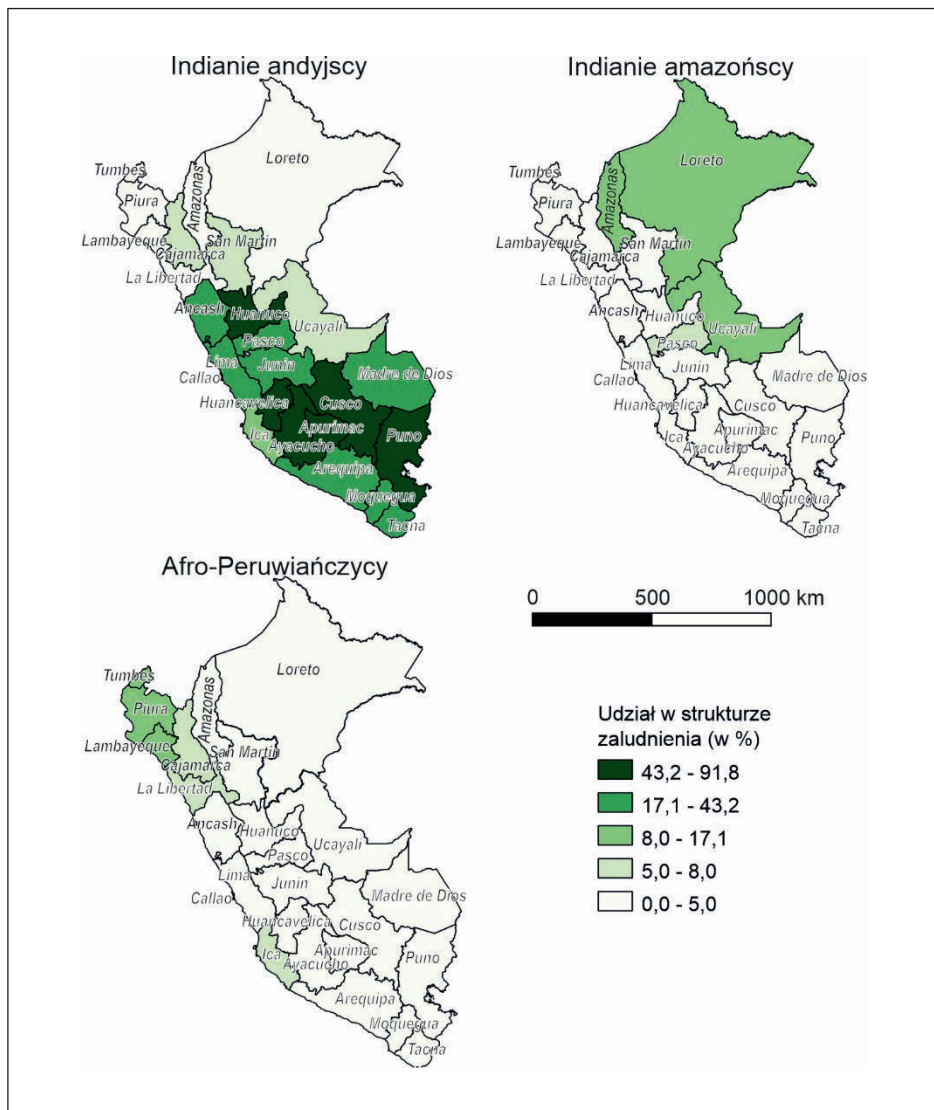 Indianie andyjscy
Loreto
Tumbes
Piura
Amazonas
Lambayeque
San Martin
Cajamarca
La Libertad
Ancash
Huanuco
Ucayali
Pasco
Lima
Junin
Callao
Madre de Dios
Huancavelica
Cusco
Ica
Apurimac
Puno
Ayacucho
Arequipa
Moquegua
Tacna
Indianie amazońscy
Loreto
Tumbes
Piura
Amazonas
Lambayeque
San Martin
Cajamarca
La Libertad
Ancash
Huanuco
Ucayali
Pasco
Lima
Junin
Callao
Madre de Dios
Huancavelica
Cusco
Ica
Apurimac
Puno
Ayacucho
Arequipa
Moquegua
Tacna
Afro-Peruwiańczycy
Loreto
Tumbes
Piura
Amazonas
Lambayeque
San Martin
Cajamarca
La Libertad
Ancash
Huanuco
Ucayali
Pasco
Lima
Junin
Callao
Madre de Dios
Huancavelica
Cusco
Ica
Apurimac
Puno
Ayacucho
Arequipa
Moquegua
Tacna
0 500 1000 km
Udział w strukturze
zaludnienia (w %)
43,2 - 91,8
17,1 - 43,2
8,0 - 17,1
5,0 - 8,0
0,0 - 5,0